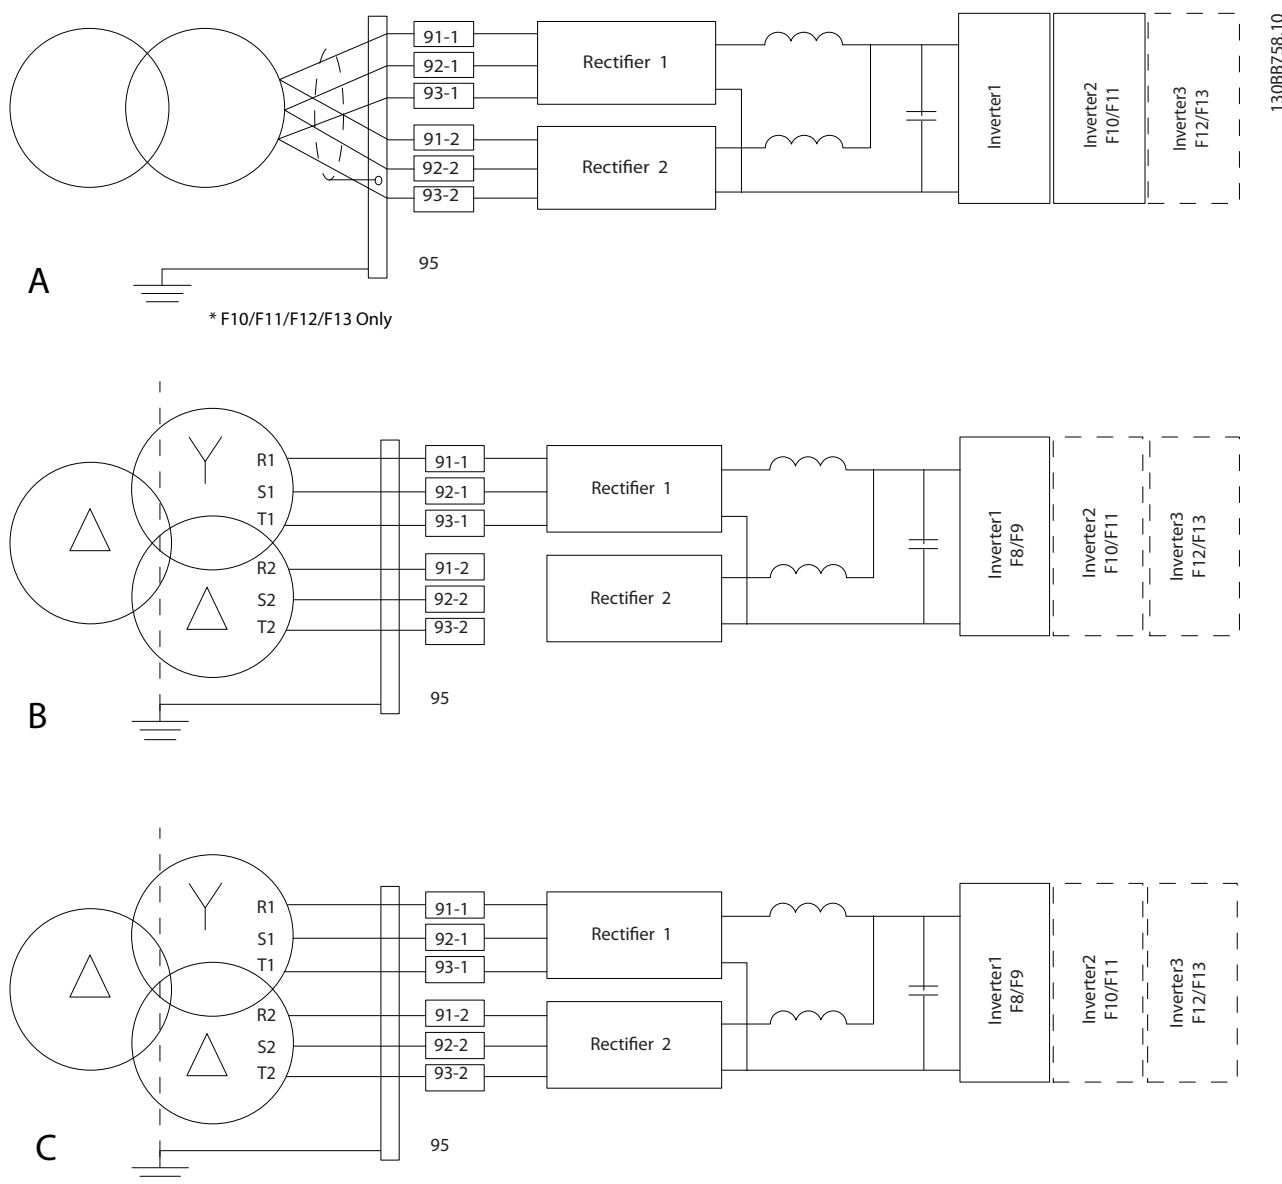 130BB758.10
91-1
92-1
93-1
91-2
92-2
93-2
Rectifier 1
Rectifier 2
Inverter1
Inverter2
F10/F11
Inverter3
F12/F13
95
A
* F10/F11/F12/F13 Only
R1
S1
T1
R2
S2
T2
91-1
92-1
93-1
91-2
92-2
93-2
Rectifier 1
Rectifier 2
Inverter1
F8/F9
Inverter2
F10/F11
Inverter3
F12/F13
95
B
R1
S1
T1
R2
S2
T2
91-1
92-1
93-1
91-2
92-2
93-2
Rectifier 1
Rectifier 2
Inverter1
F8/F9
Inverter2
F10/F11
Inverter3
F12/F13
95
C